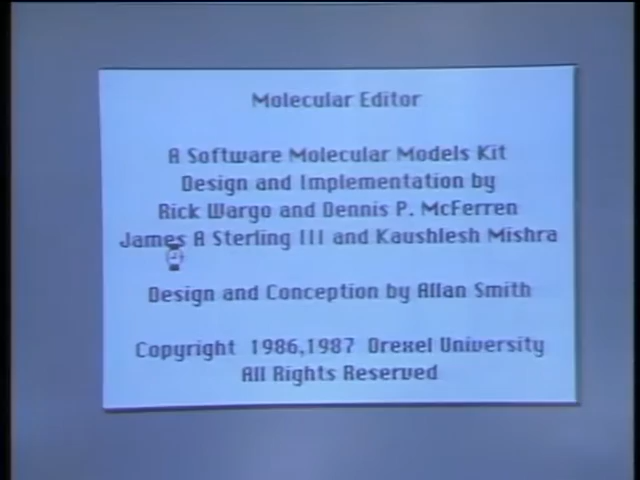 Molecular Editor
A Software Molecular Models Kit
Design and Implementation by
Rick Wargo and Dennis P. McFerren
James A Sterling III and Kaushlesh Mishra
Design and Conception by Allan Smith
Copyright 1986,1987 Drexel University
All Rights Reserved